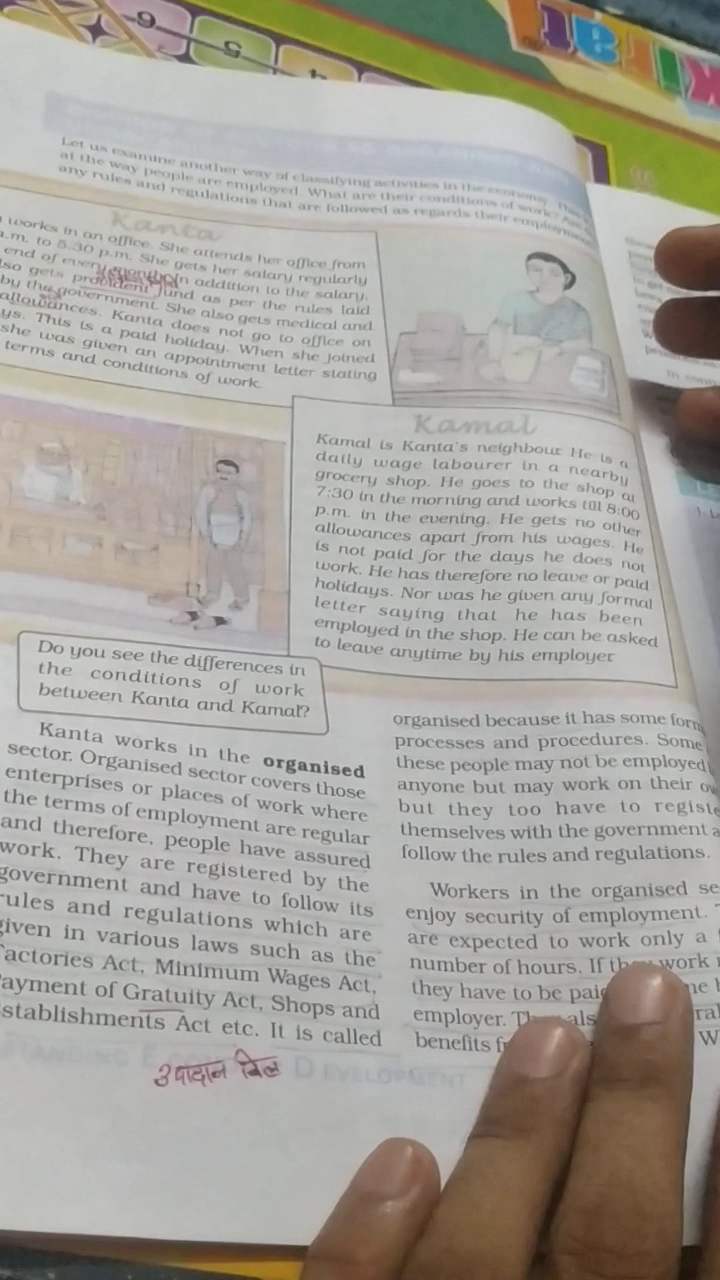 Let us examine another way of classifying activities in the economy. This
at the way people are employed. What are their conditions of work? Are
any rules and regulations that are followed as regards their employment
Kanta
works in an office. She attends her office from
a.m. to 5.30 p.m. She gets her salary regularly
end of every In addition to the salary,
also gets provident fund as per the rules laid
by the government. She also gets medical and
allowances. Kanta does not go to office on
This is a paid holiday. When she joined
she was given an appointment letter stating
terms and conditions of work.
Kamal
Kamal is Kanta's neighbour. He is a
daily wage labourer in a nearby
grocery shop. He goes to the shop at
7:30 in the morning and works till 8:00
p.m. in the evening. He gets no other
allowances apart from his wages. He
is not paid for the days he does not
work. He has therefore no leave or paid
holidays. Nor was he given any formal
letter saying that he has been
employed in the shop. He can be asked
to leave anytime by his employer.
Do you see the differences in
the conditions of work
between Kanta and Kamal?
Kanta works in the organised
sector. Organised sector covers those
enterprises or places of work where
the terms of employment are regular
and therefore, people have assured
work. They are registered by the
government and have to follow its
rules and regulations which are
given in various laws such as the
Factories Act, Minimum Wages Act,
Payment of Gratuity Act, Shops and
Establishments Act etc. It is called
organised because it has some form
processes and procedures. Some
these people may not be employed
anyone but may work on their
but they too have to registe
themselves with the government a
follow the rules and regulations.
Workers in the organised se
enjoy security of employment.
are expected to work only a
number of hours. If they work
they have to be paid
employer. als
benefits
DEVELOPMENT
6 5 4